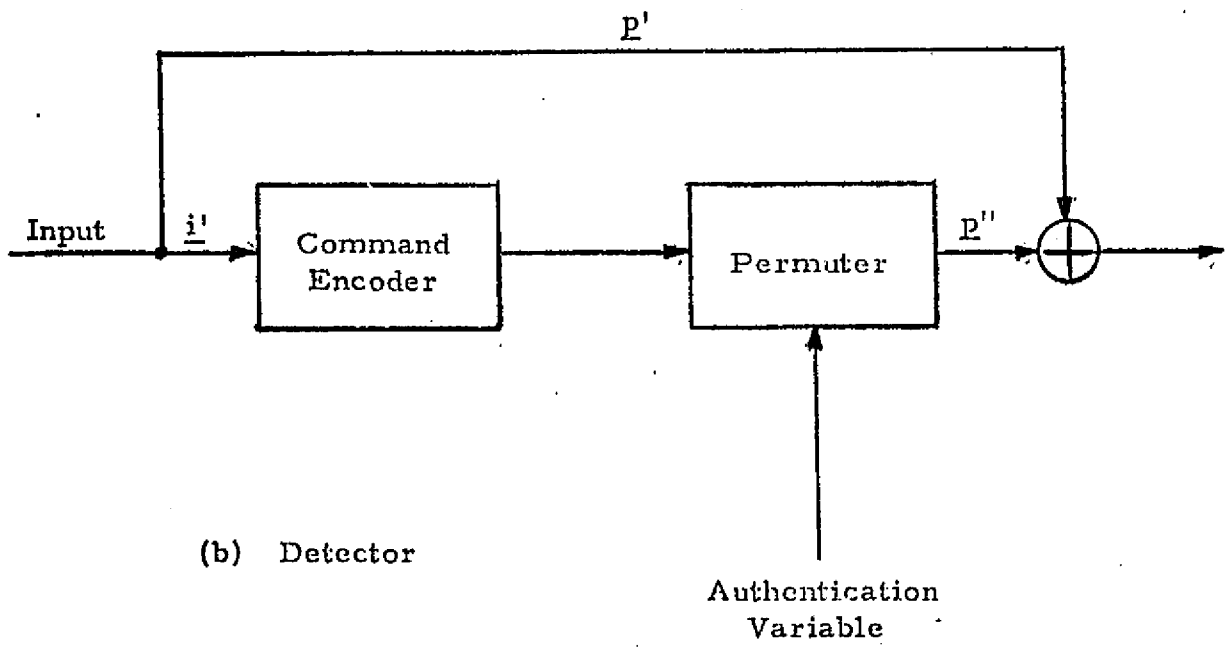 p'
Input
i'
Command
Encoder
Permuter
p"
(b) Detector
Authentication
Variable